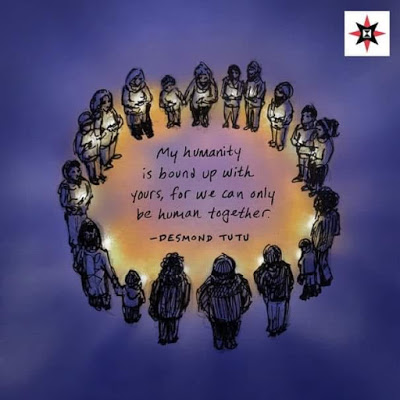 My humanity
is bound up with
yours, for we can only
be human together.
—DESMOND TUTU